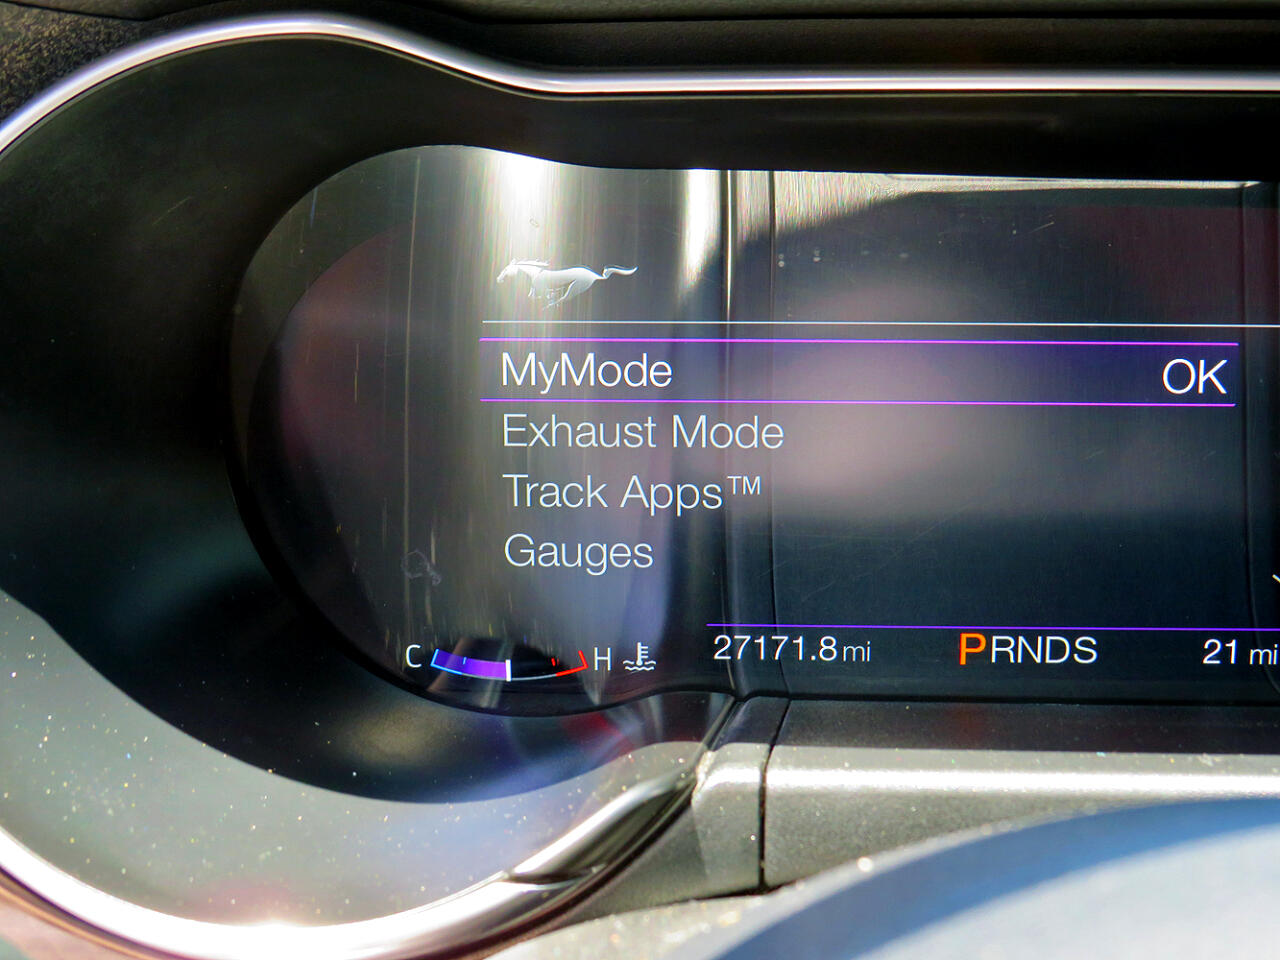 MyMode OK
Exhaust Mode
Track Apps™
Gauges
C H 27171.8 mi PRNDS 21 mi